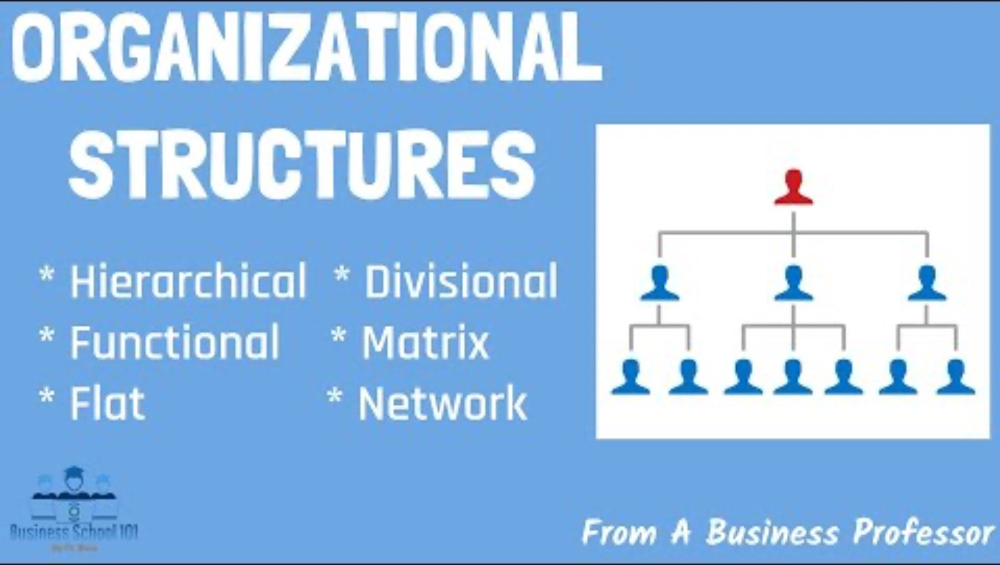 ORGANIZATIONAL
STRUCTURES
* Hierarchical * Divisional
* Functional * Matrix
* Flat * Network
Business School 101
From A Business Professor